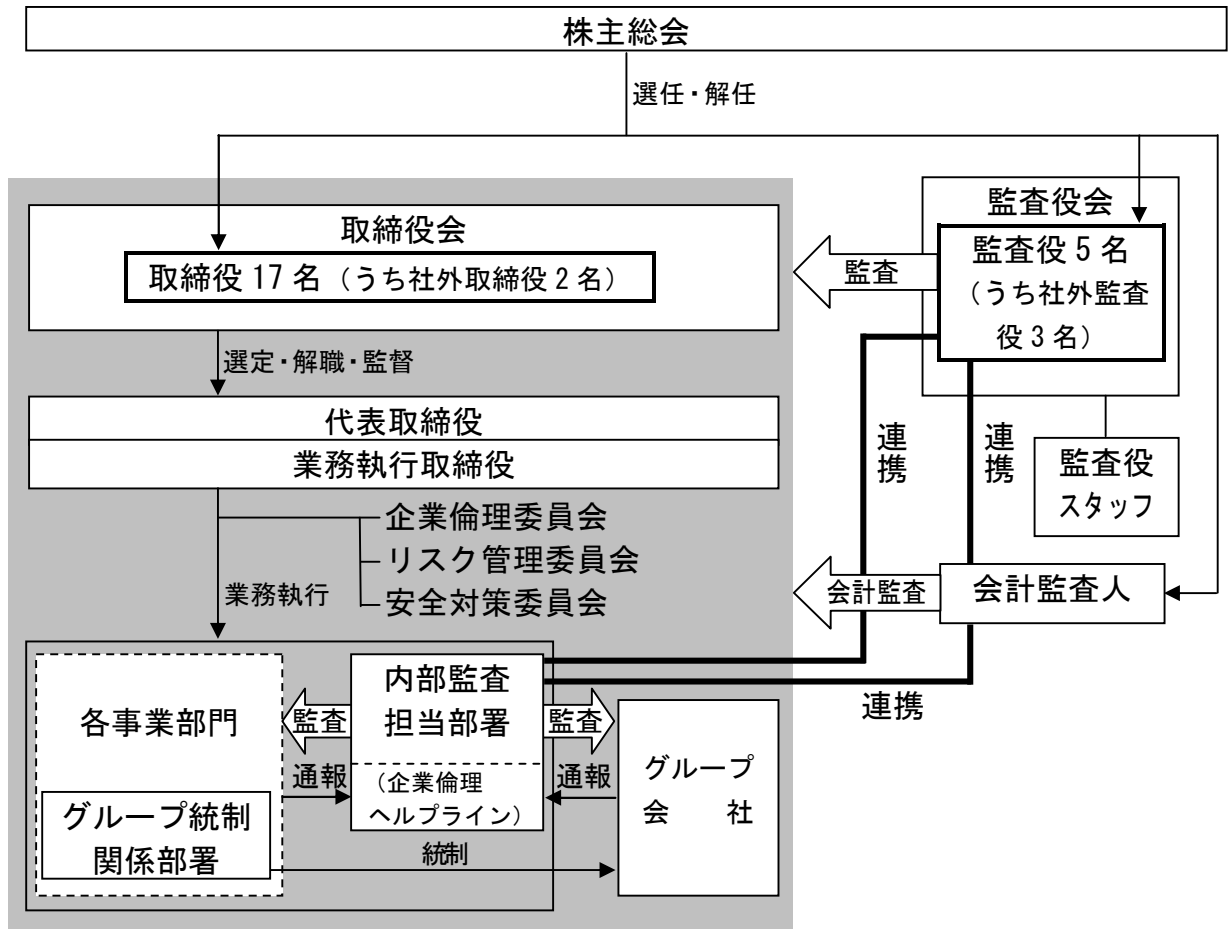 株主総会
選任・解任
取締役会
取締役 17 名（うち社外取締役 2 名）
監査役会
監査役 5 名
（うち社外監査
役 3 名）
監査
選定・解職・監督
代表取締役
業務執行取締役
連携
連携
監査役
スタッフ
企業倫理委員会
リスク管理委員会
安全対策委員会
業務執行
会計監査
会計監査人
連携
各事業部門
監査
内部監査
担当部署
監査
通報
（企業倫理
ヘルプライン）
通報
グループ
会　社
グループ統制
関係部署
統制